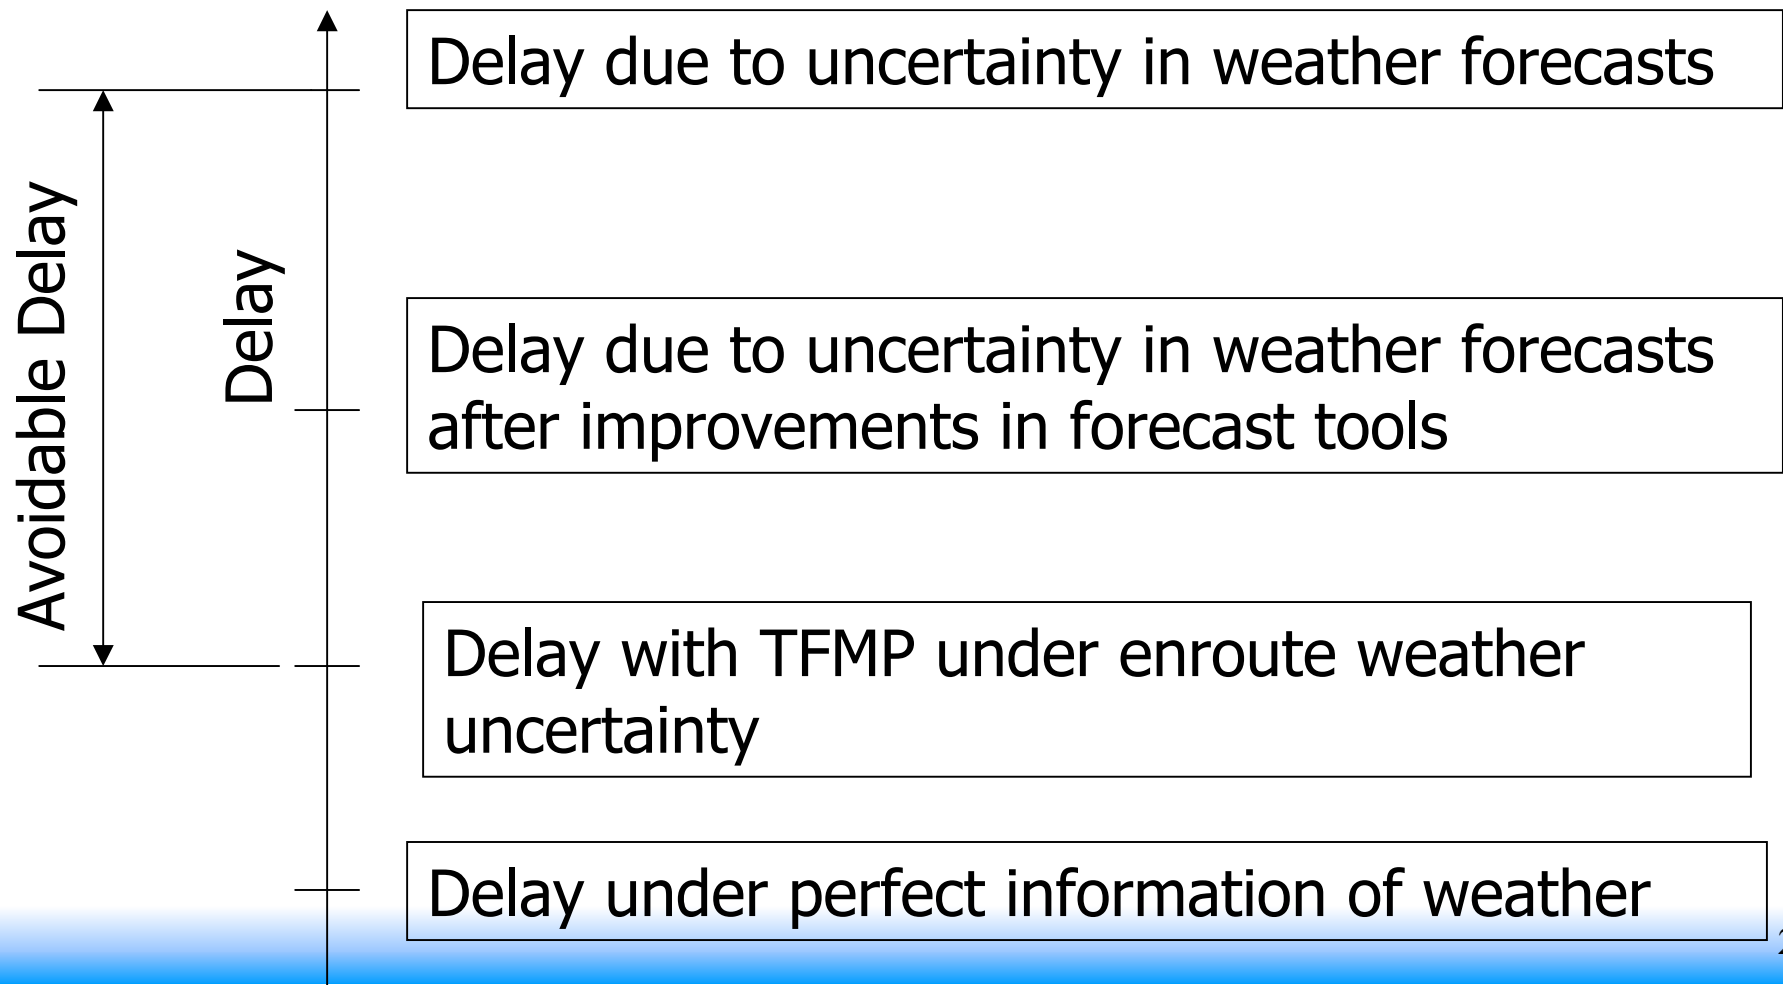 Delay due to uncertainty in weather forecasts
Avoidable Delay
Delay
Delay due to uncertainty in weather forecasts
after improvements in forecast tools
Delay with TFMP under enroute weather
uncertainty
Delay under perfect information of weather